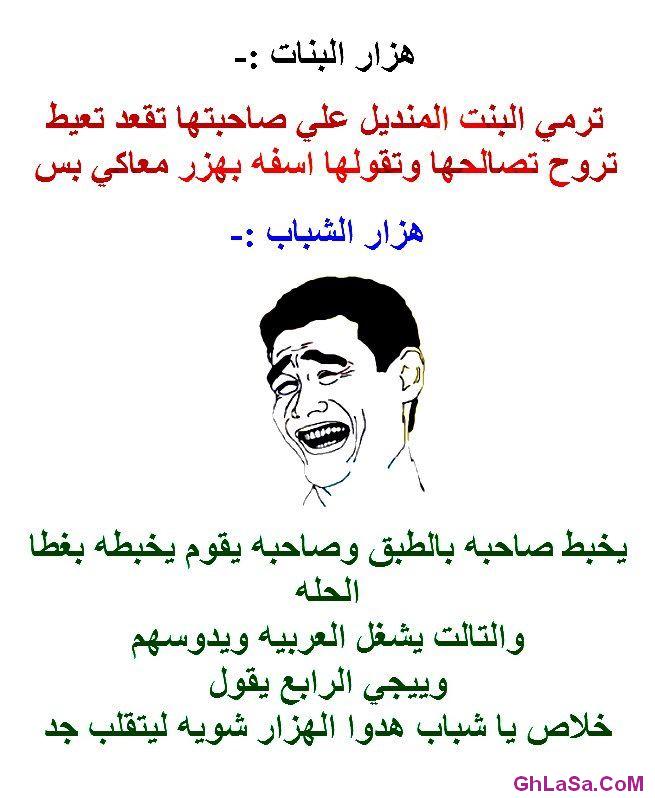 هزار البنات :-
ترمي البنت المنديل علي صاحبتها تقعد تعيط
تروح تصالحها وتقولها اسفه بهزر معاكي بس
هزار الشباب :-
يخبط صاحبه بالطبق وصاحبه يقوم يخبطه بغطا
الحله
والتالت يشغل العربيه ويدوسهم
وييجي الرابع يقول
خلاص يا شباب هدوا الهزار شويه ليتقلب جد
GhLaSa.CoM